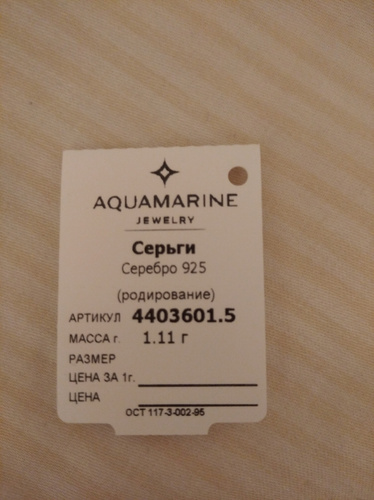 AQUAMARINE
JEWELRY
Серьги
Серебро 925
(родирование)
АРТИКУЛ 4403601.5
МАССА г. 1.11 г
РАЗМЕР
ЦЕНА ЗА 1г.
ЦЕНА
ОСТ 117-3-002-95